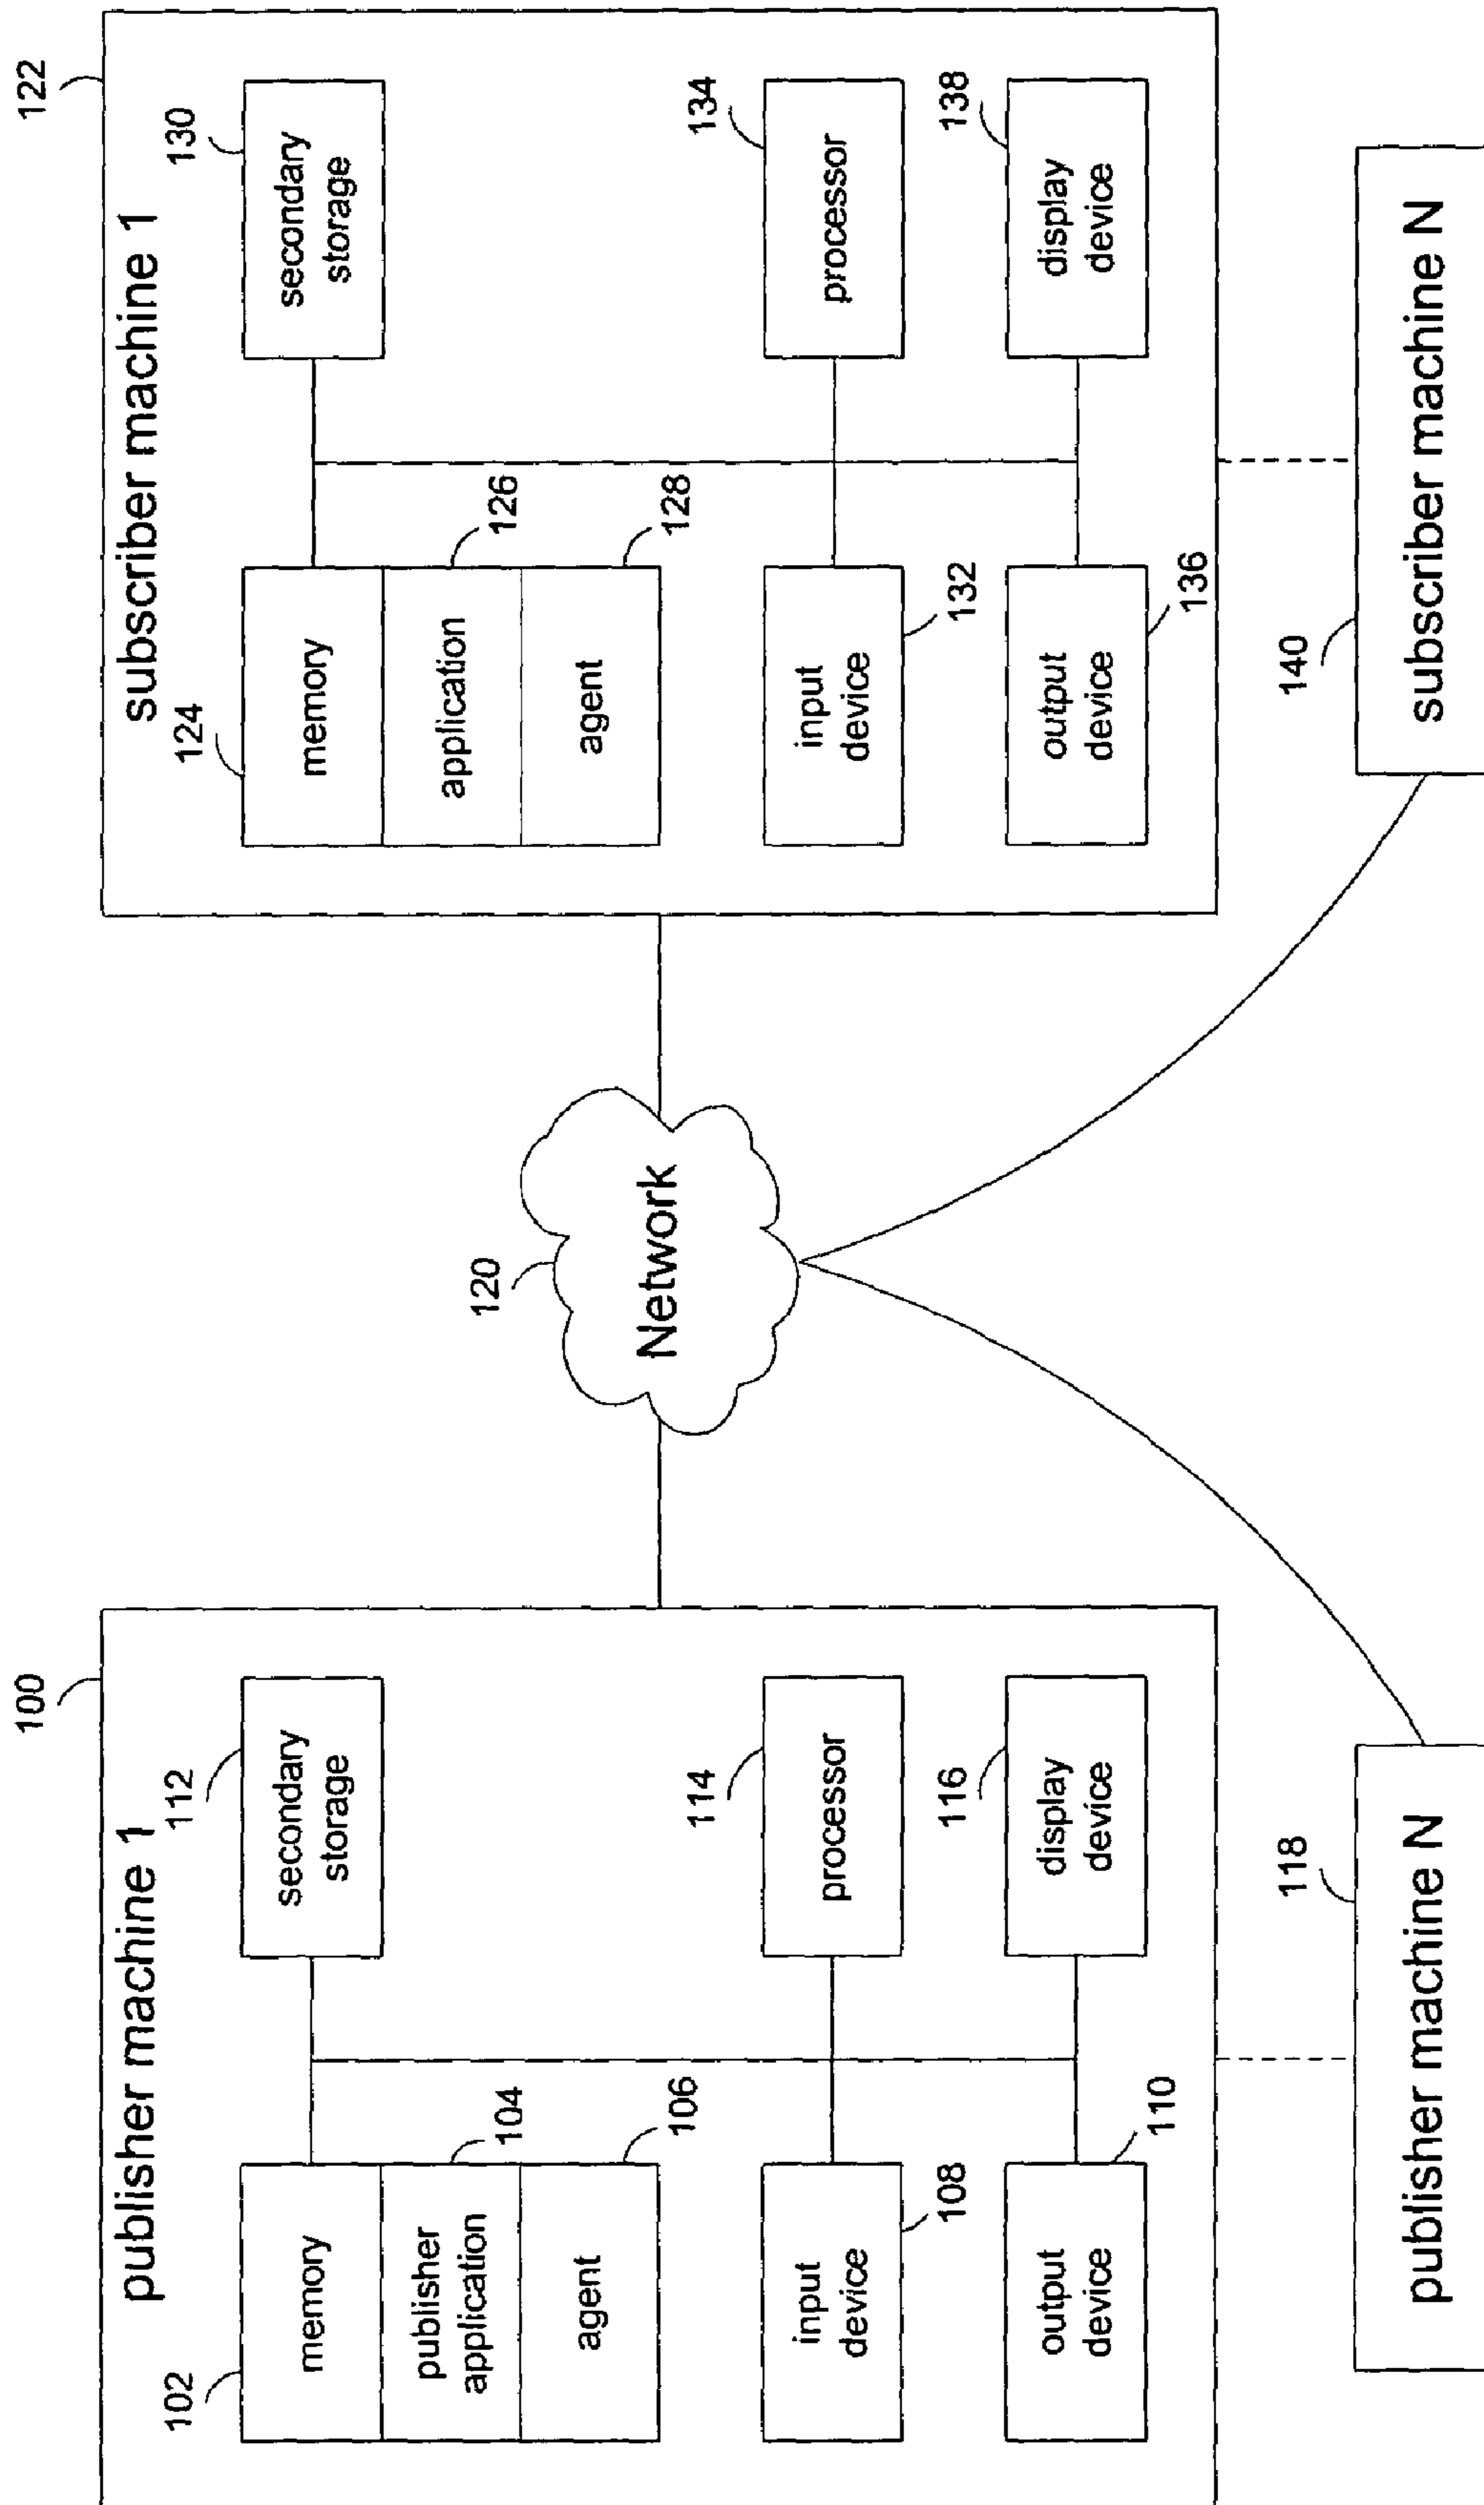 100
publisher machine 1
102
memory
104
publisher
application
106
agent
112
secondary
storage
108
input
device
114
processor
110
output
device
116
display
device
118
publisher machine N
120
Network
122
subscriber machine 1
124
memory
126
application
128
agent
130
secondary
storage
132
input
device
134
processor
136
output
device
138
display
device
140
subscriber machine N